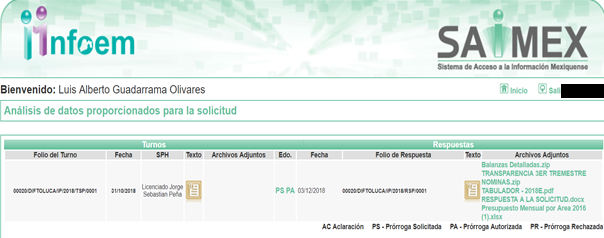 infoem
SAIMEX
Sistema de Acceso a la Información Mexiquense
Bienvenido: Luis Alberto Guadarrama Olivares
Inicio Sali
Análisis de datos proporcionados para la solicitud
Turnos Respuestas
Folio del Turno Fecha SPH Texto Archivos Adjuntos Edo. Fecha Folio de Respuesta Texto Archivos Adjuntos
00020/DIFTOLUCA/IP/2018/TSP/0001 31/10/2018 Licenciado Jorge Sebastian Peña PS PA 03/12/2018 00020/DIFTOLUCA/IP/2018/RSP/0001
Balanzas Detalladas.zip
TRANSPARENCIA 3ER TREMESTRE
NOMINAS.zip
TABULADOR - 2018E.pdf
RESPUESTA A LA SOLICITUD.docx
Presupuesto Mensual por Area 2016
(1).xlsx
AC Aclaración PS - Prórroga Solicitada PA - Prórroga Autorizada PR - Prórroga Rechazada